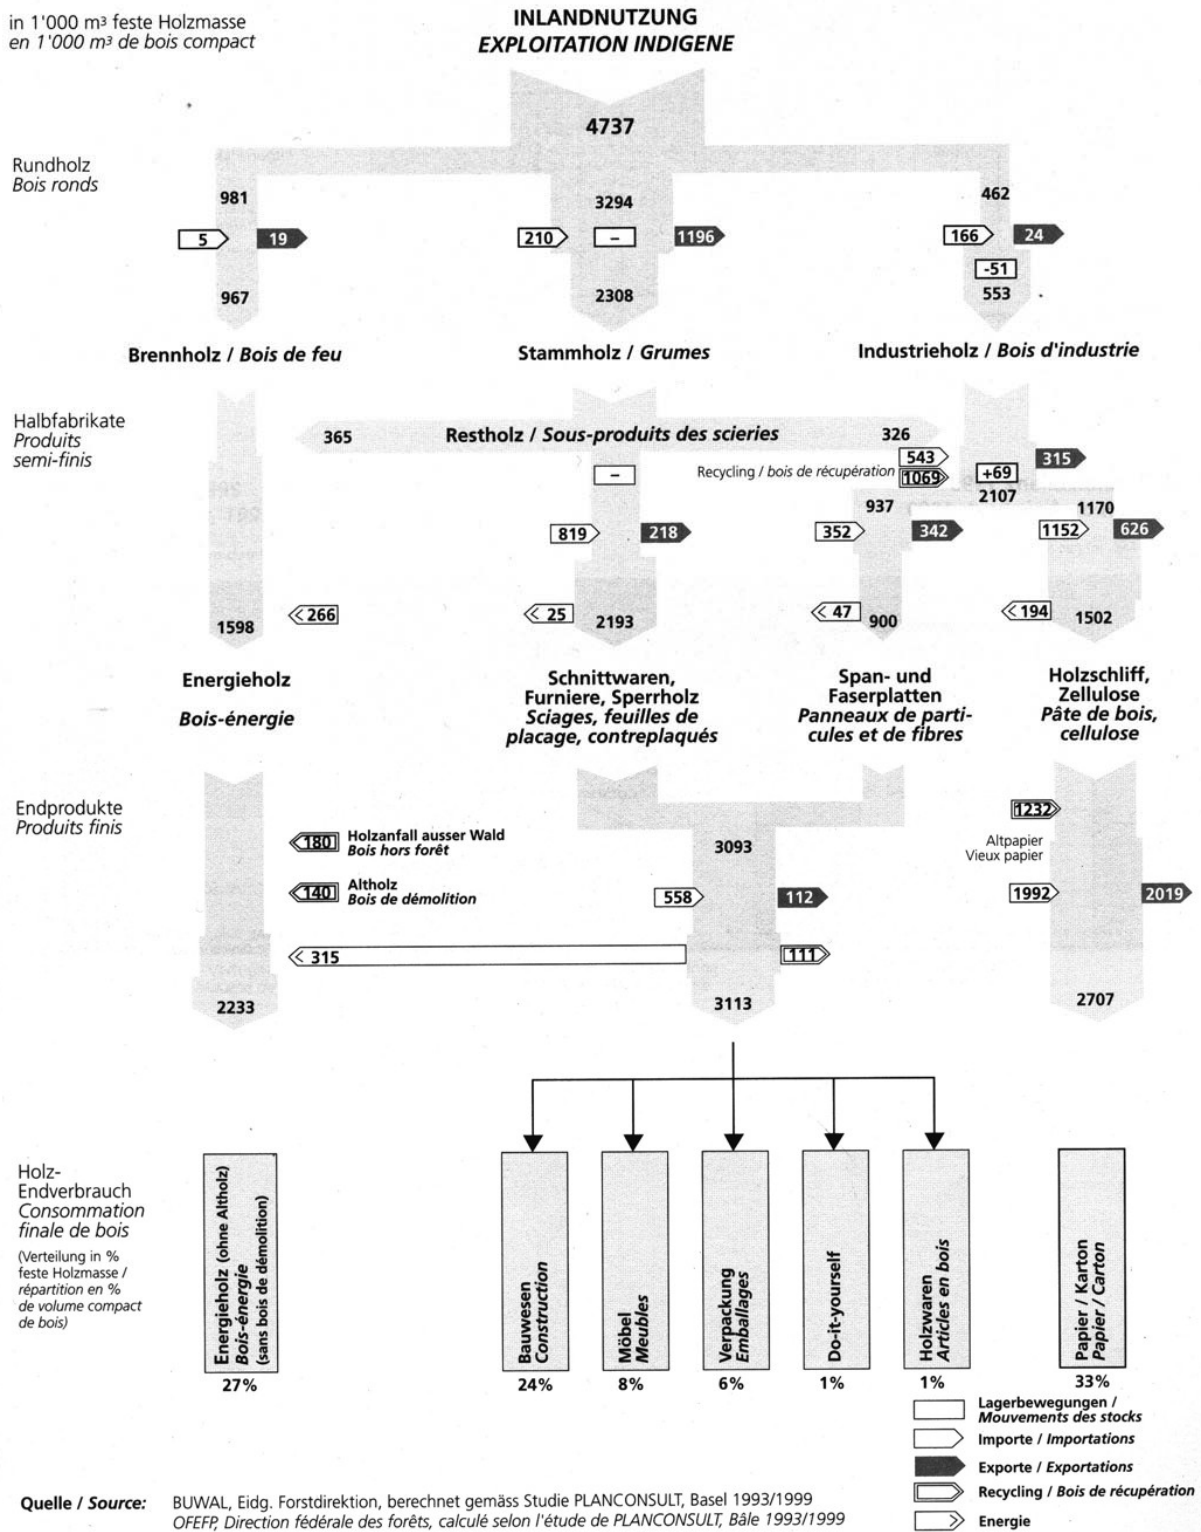 in 1'000 m³ feste Holzmasse
en 1'000 m³ de bois compact
INLANDNUTZUNG
EXPLOITATION INDIGENE
4737
Rundholz
Bois ronds
981
3294
462
5
19
210
–
1196
166
24
-51
967
2308
553
Brennholz / Bois de feu
Stammholz / Grumes
Industrieholz / Bois d'industrie
Halbfabrikate
Produits
semi-finis
365
Restholz / Sous-produits des scieries
326
543
315
Recycling / bois de récupération
1069
–
+69
2107
937
1170
819
218
352
342
1152
626
1598
266
25
2193
47
900
194
1502
Energieholz
Bois-énergie
Schnittwaren,
Furniere, Sperrholz
Sciages, feuilles de
placage, contreplaqués
Span- und
Faserplatten
Panneaux de parti-
cules et de fibres
Holzschliff,
Zellulose
Pâte de bois,
cellulose
Endprodukte
Produits finis
1232
180
Holzanfall ausser Wald
Bois hors forêt
3093
Altpapier
Vieux papier
140
Altholz
Bois de démolition
558
112
1992
2019
315
111
2233
3113
2707
Holz-
Endverbrauch
Consommation
finale de bois
(Verteilung in %
feste Holzmasse /
répartition en %
de volume compact
de bois)
Energieholz (ohne Altholz)
Bois-énergie
(sans bois de démolition)
Bauwesen
Construction
Möbel
Meubles
Verpackung
Emballages
Do-it-yourself
Holzwaren
Articles en bois
Papier / Karton
Papier / Carton
27%
24%
8%
6%
1%
1%
33%
Lagerbewegungen /
Mouvements des stocks
Importe / Importations
Exporte / Exportations
Recycling / Bois de récupération
Energie
Quelle / Source:
BUWAL, Eidg. Forstdirektion, berechnet gemäss Studie PLANCONSULT, Basel 1993/1999
OFEFP, Direction fédérale des forêts, calculé selon l'étude de PLANCONSULT, Bâle 1993/1999